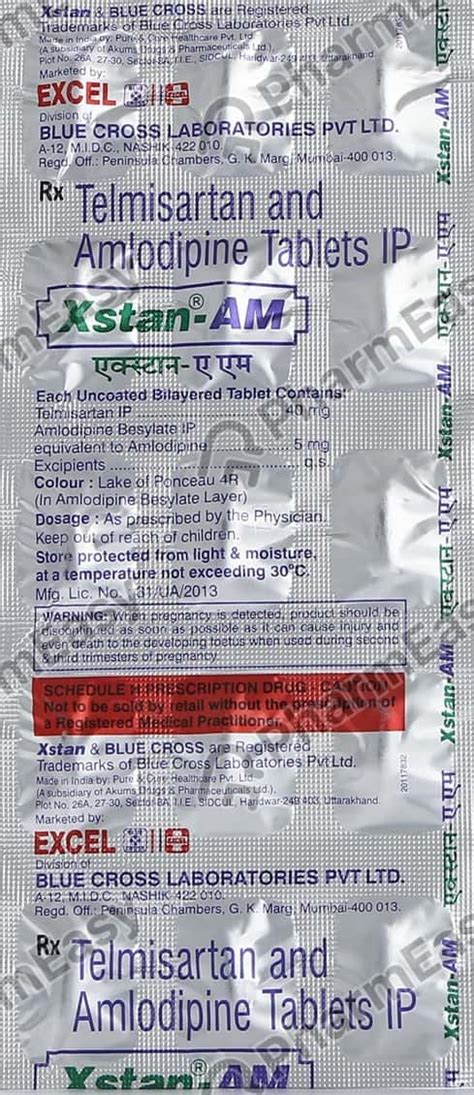 Xstan & BLUE CROSS are Registered
Trademarks of Blue Cross Laboratories Pvt Ltd.
Made in India by: Pure & Cure Healthcare Pvt. Ltd.
(A subsidiary of Akums Drugs & Pharmaceuticals Ltd.),
Plot No. 26A, 27-30, Sector-8A, I.I.E., SIDCUL, Haridwar-249 403, Uttarakhand.
Marketed by:
EXCEL
Division of
BLUE CROSS LABORATORIES PVT LTD.
A-12, M.I.D.C., NASHIK-422 010.
Regd. Off.: Peninsula Chambers, G. K. Marg, Mumbai-400 013.
Rx Telmisartan and
Amlodipine Tablets IP
Xstan®-AM
एक्स्टान-ए एम
Each Uncoated Bilayered Tablet Contains:
Telmisartan IP 40 mg
Amlodipine Besylate IP
equivalent to Amlodipine 5 mg
Excipients q.s.
Colour : Lake of Ponceau 4R
(In Amlodipine Besylate Layer)
Dosage : As prescribed by the Physician.
Keep out of reach of children.
Store protected from light & moisture,
at a temperature not exceeding 30°C.
Mfg. Lic. No. : 31/UA/2013
WARNING: When pregnancy is detected, product should be
discontinued as soon as possible as it can cause injury and
even death to the developing foetus when used during second
& third trimesters of pregnancy.
SCHEDULE H PRESCRIPTION DRUG - CAUTION
Not to be sold by retail without the prescription of
a Registered Medical Practitioner.
Xstan & BLUE CROSS are Registered
Trademarks of Blue Cross Laboratories Pvt Ltd.
Made in India by: Pure & Cure Healthcare Pvt. Ltd.
(A subsidiary of Akums Drugs & Pharmaceuticals Ltd.),
Plot No. 26A, 27-30, Sector-8A, I.I.E., SIDCUL, Haridwar-249 403, Uttarakhand.
Marketed by:
EXCEL
Division of
BLUE CROSS LABORATORIES PVT LTD.
A-12, M.I.D.C., NASHIK-422 010.
Regd. Off.: Peninsula Chambers, G. K. Marg, Mumbai-400 013.
Rx Telmisartan and
Amlodipine Tablets IP
Xstan®-AM
20117632
एक्स्टान-ए एम
Xstan-AM
एक्स्टान-ए एम
Xstan-AM
एक्स्टान-ए एम
Xstan-AM
एक्स्टान-ए एम
Xstan-AM
20117632
PharmEasy
PharmEasy
PharmEasy